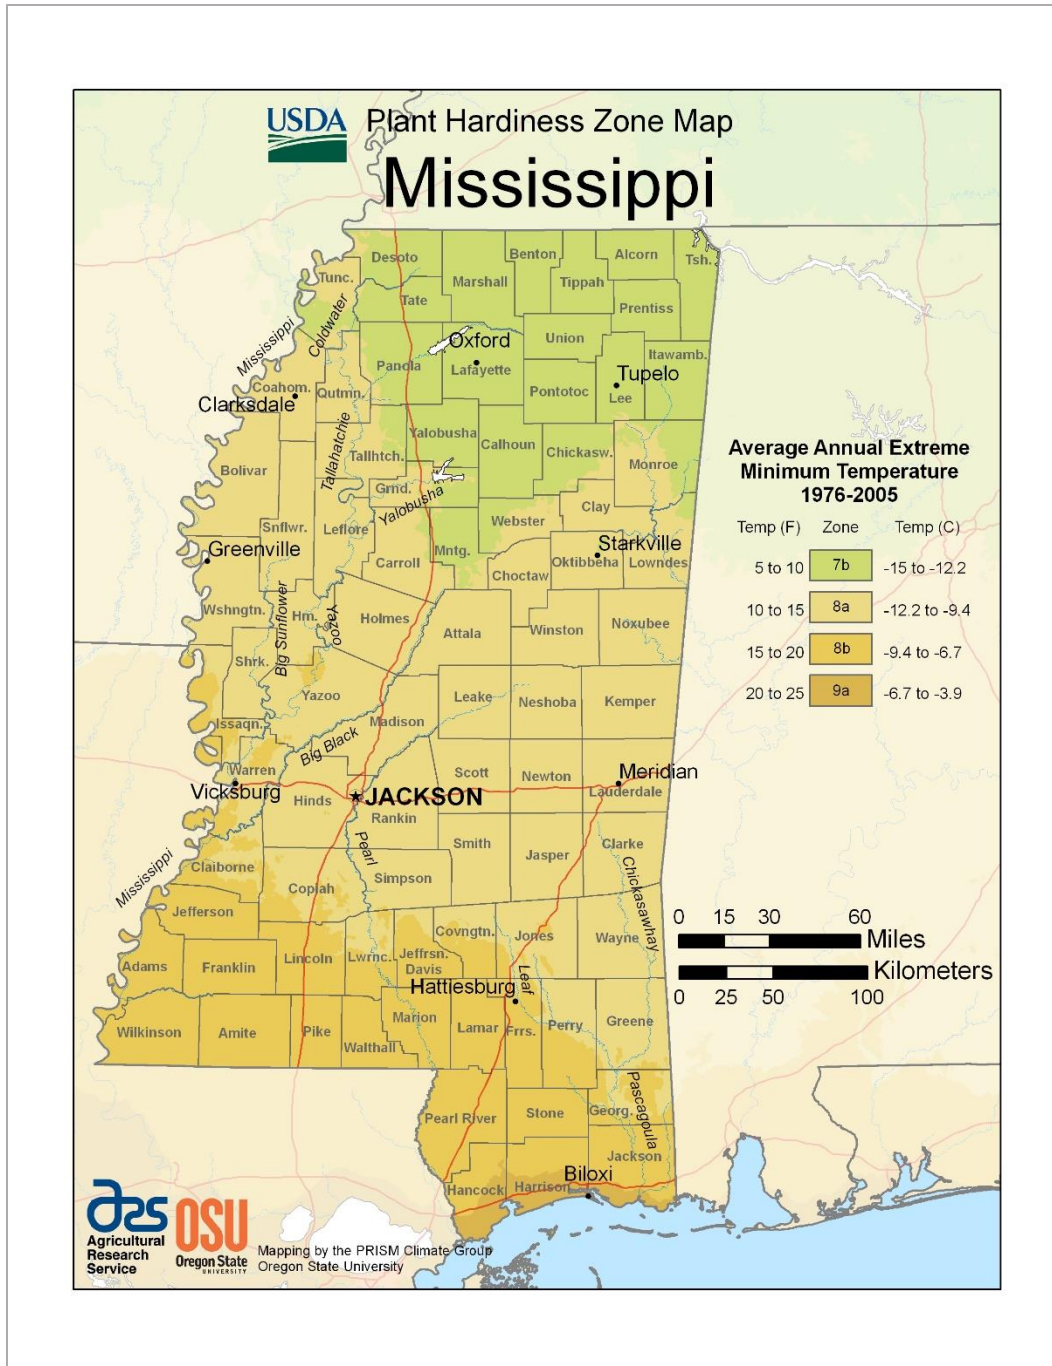 USDA
Plant Hardiness Zone Map
Mississippi
Desoto
Benton
Alcorn
Tsh.
Tunc.
Marshall
Tippah
Tate
Prentiss
Coldwater
Mississippi
Union
Oxford
Itawamb.
Panola
Lafayette
Tupelo
Coahom.
Qutmn.
Pontotoc
Lee
Clarksdale
Yalobusha
Calhoun
Tallahatchie
Tallhtch.
Chickasw.
Monroe
Bolivar
Grnd.
Yalobusha
Clay
Snflwr.
Leflore
Webster
Greenville
Mntg.
Starkville
Carroll
Choctaw
Oktibbeha
Lowndes
Wshngtn.
Big Sunflower
Hm.
Yazoo
Holmes
Attala
Winston
Noxubee
Shrk.
Yazoo
Leake
Neshoba
Kemper
Issaqn.
Madison
Big Black
Warren
Scott
Newton
Meridian
Vicksburg
Hinds
JACKSON
Lauderdale
Rankin
Mississippi
Pearl
Smith
Jasper
Clarke
Claiborne
Simpson
Chickasawhay
Copiah
Jefferson
Covngtn.
Jones
Wayne
Adams
Franklin
Lincoln
Lwrnc.
Jeffrsn.
Davis
Leaf
Hattiesburg
Wilkinson
Amite
Pike
Walthall
Marion
Lamar
Frrs.
Perry
Greene
Pearl River
Stone
Georg.
Pascagoula
Jackson
Biloxi
Hancock
Harrison
Average Annual Extreme
Minimum Temperature
1976-2005
Temp (F) Zone Temp (C)
5 to 10 7b -15 to -12.2
10 to 15 8a -12.2 to -9.4
15 to 20 8b -9.4 to -6.7
20 to 25 9a -6.7 to -3.9
0 15 30 60
Miles
Kilometers
0 25 50 100
ars
Agricultural
Research
Service
OSU
Oregon State
UNIVERSITY
Mapping by the PRISM Climate Group
Oregon State University